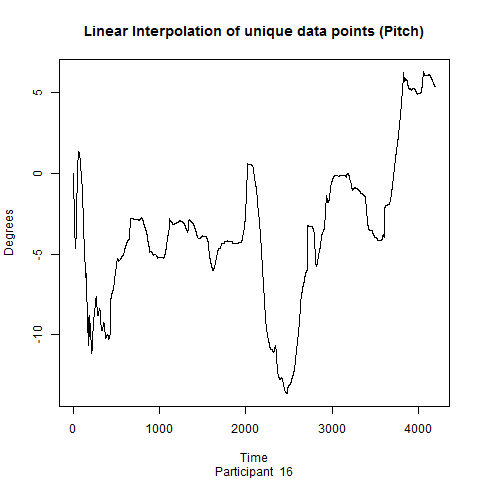 Linear Interpolation of unique data points (Pitch)
Degrees
5
0
-5
-10
0 1000 2000 3000 4000
Time
Participant 16